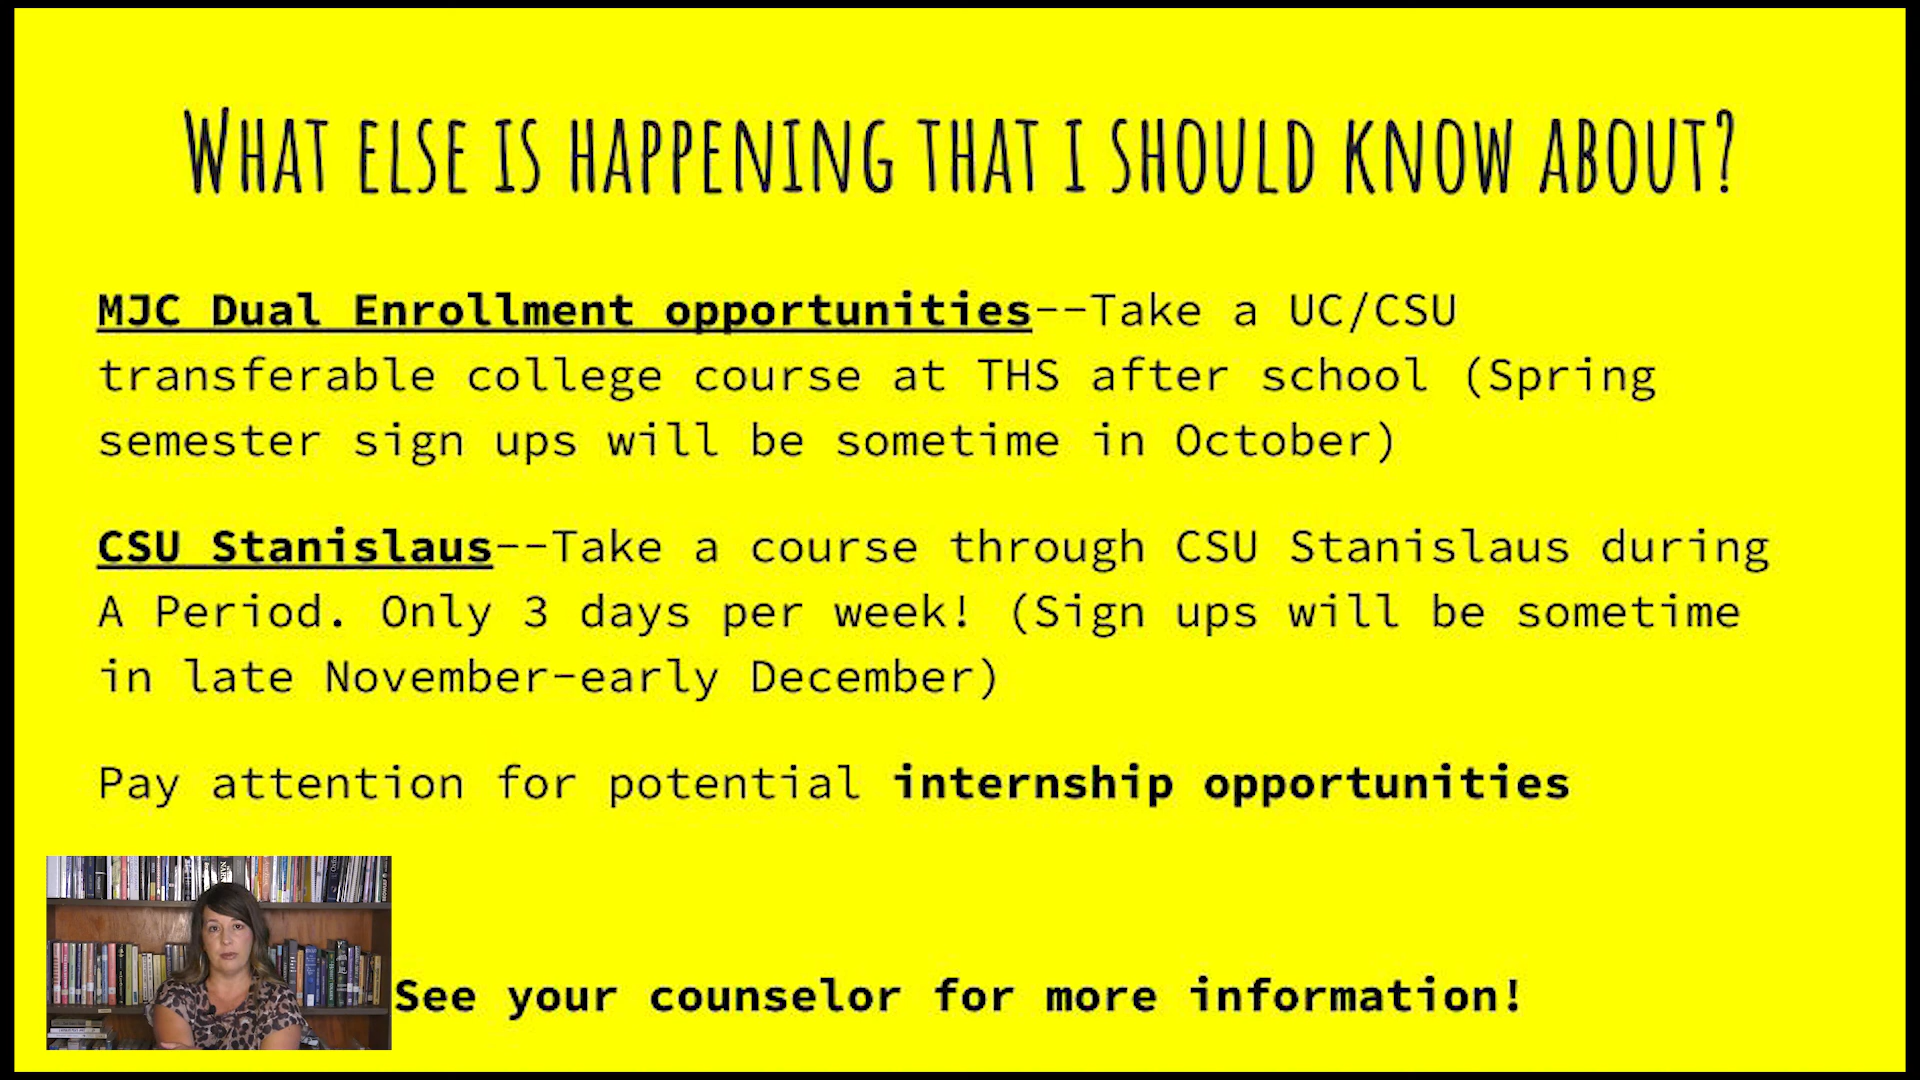 What else is happening that i should know about?
MJC Dual Enrollment opportunities--Take a UC/CSU
transferable college course at THS after school (Spring
semester sign ups will be sometime in October)
CSU Stanislaus--Take a course through CSU Stanislaus during
A Period. Only 3 days per week! (Sign ups will be sometime
in late November-early December)
Pay attention for potential internship opportunities
See your counselor for more information!